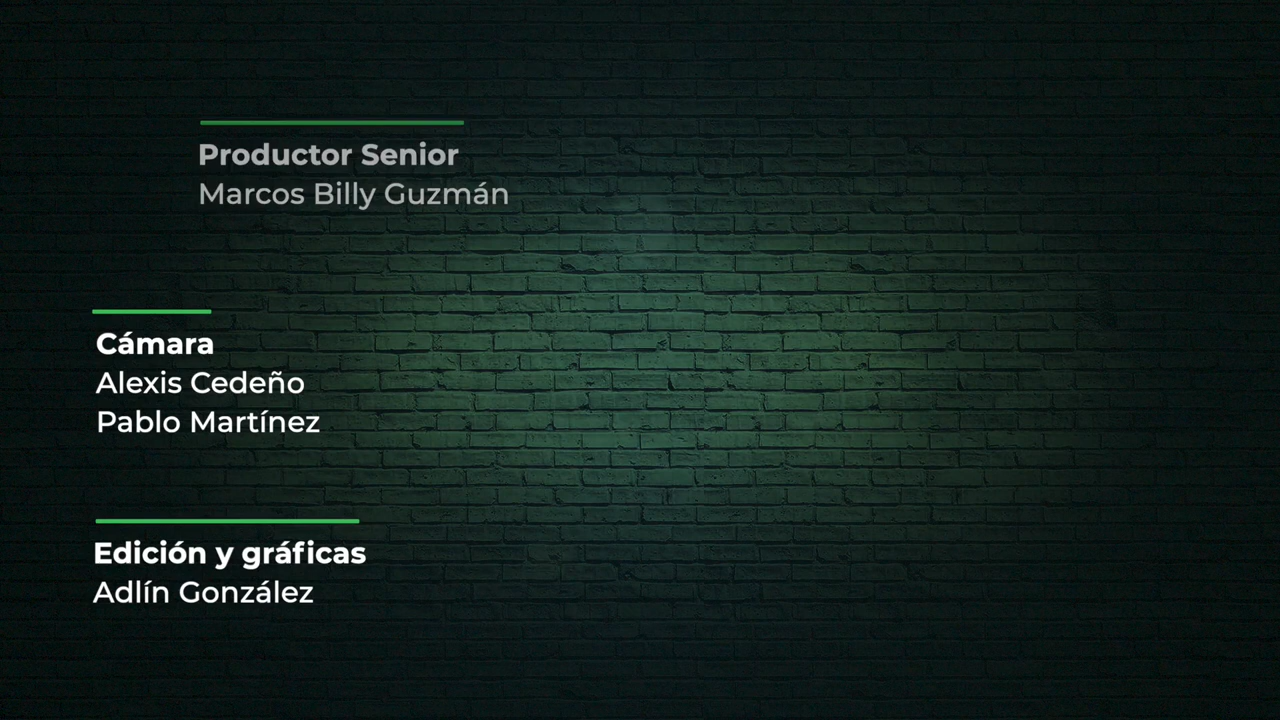 Productor Senior
Marcos Billy Guzmán
Cámara
Alexis Cedeño
Pablo Martínez
Edición y gráficas
Adlín González